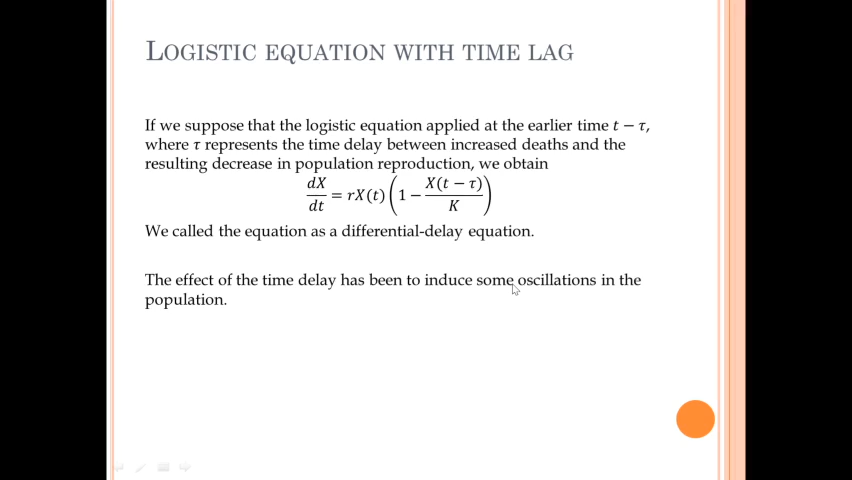 LOGISTIC EQUATION WITH TIME LAG
If we suppose that the logistic equation applied at the earlier time t − τ,
where τ represents the time delay between increased deaths and the
resulting decrease in population reproduction, we obtain
dX/dt = rX(t)(1 − X(t − τ)/K)
We called the equation as a differential-delay equation.
The effect of the time delay has been to induce some oscillations in the
population.